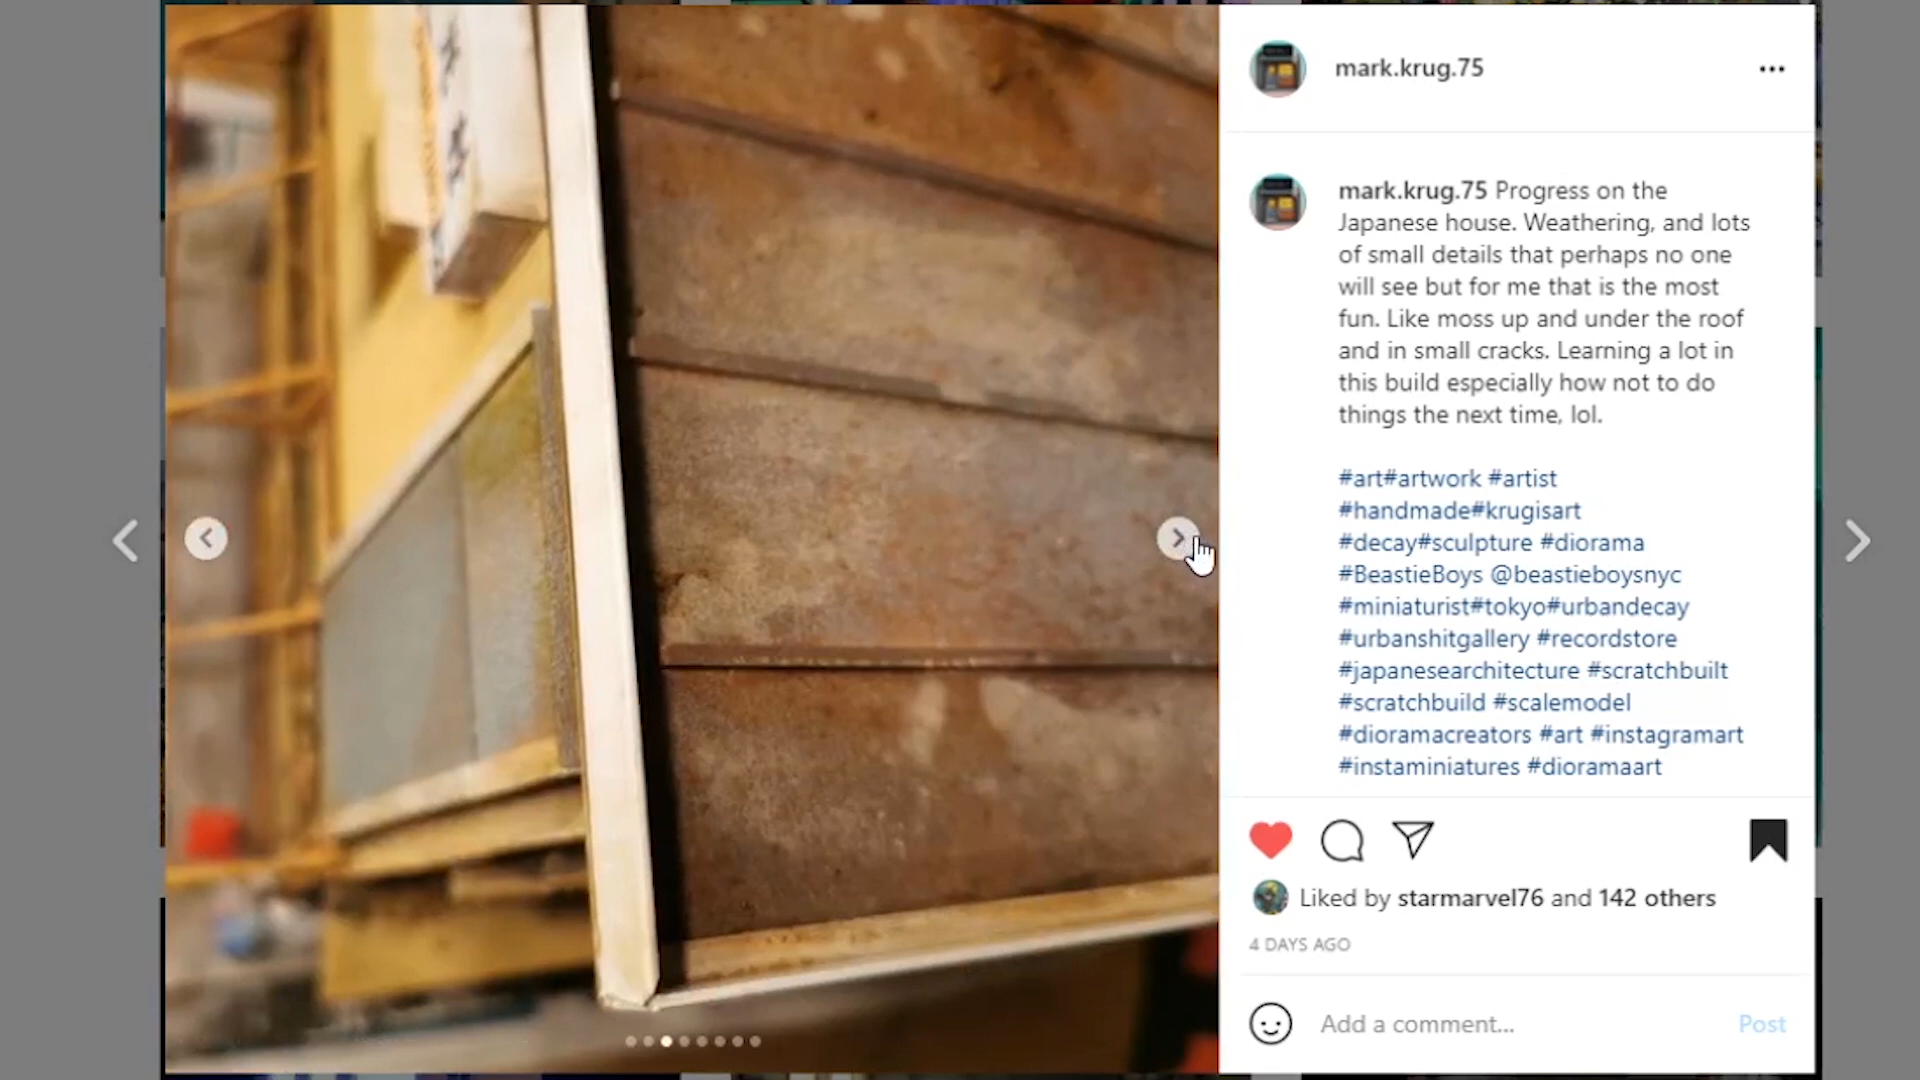 mark.krug.75
mark.krug.75 Progress on the
Japanese house. Weathering, and lots
of small details that perhaps no one
will see but for me that is the most
fun. Like moss up and under the roof
and in small cracks. Learning a lot in
this build especially how not to do
things the next time, lol.
#art#artwork #artist
#handmade#krugisart
#decay#sculpture #diorama
#BeastieBoys @beastieboysnyc
#miniaturist#tokyo#urbandecay
#urbanshitgallery #recordstore
#japanesearchitecture #scratchbuilt
#scratchbuild #scalemodel
#dioramacreators #art #instagramart
#instaminiatures #dioramaart
Liked by starmarvel76 and 142 others
4 DAYS AGO
Add a comment...
Post